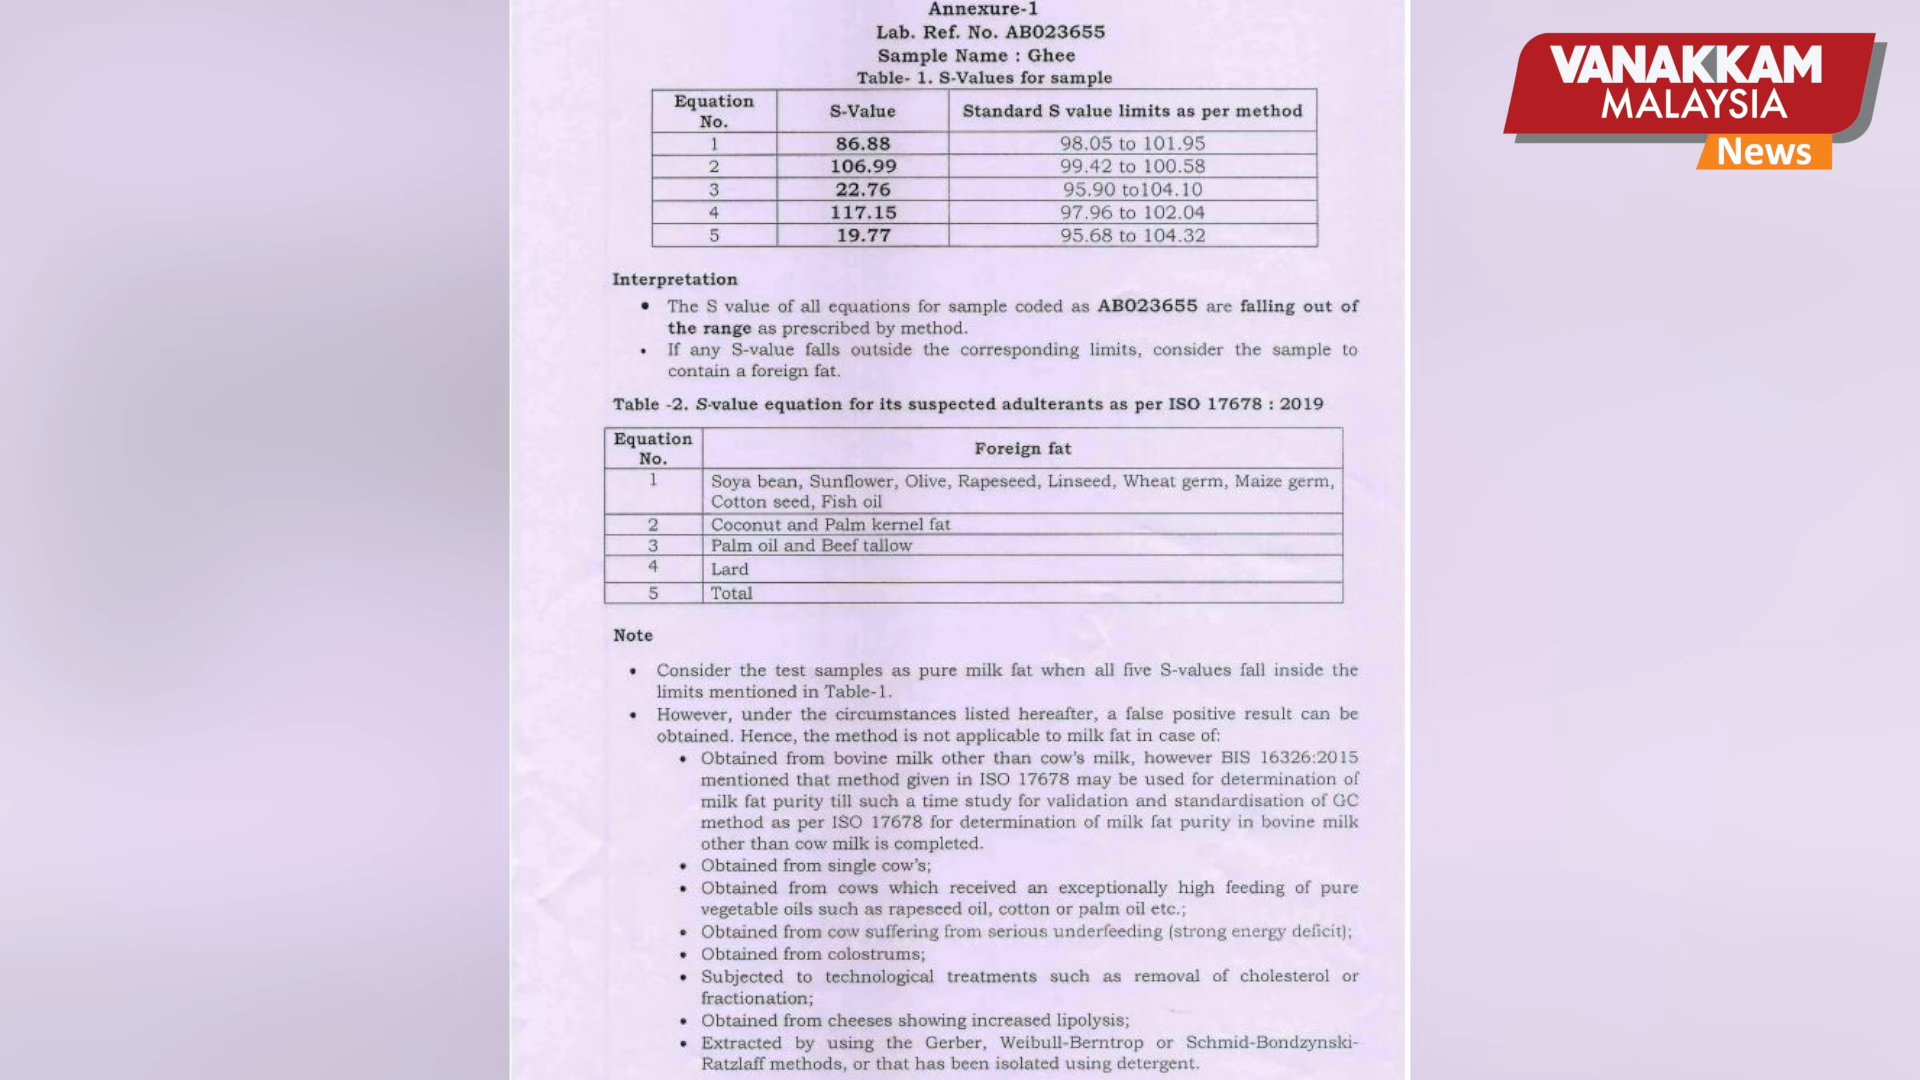 Annexure-1
Lab. Ref. No. AB023655
Sample Name : Ghee
Table- 1. S-Values for sample
Equation No. S-Value Standard S value limits as per method
1 86.88 98.05 to 101.95
2 106.99 99.42 to 100.58
3 22.76 95.90 to104.10
4 117.15 97.96 to 102.04
5 19.77 95.68 to 104.32
Interpretation
• The S value of all equations for sample coded as AB023655 are falling out of
the range as prescribed by method.
• If any S-value falls outside the corresponding limits, consider the sample to
contain a foreign fat.
Table -2. S-value equation for its suspected adulterants as per ISO 17678 : 2019
Equation No. Foreign fat
1 Soya bean, Sunflower, Olive, Rapeseed, Linseed, Wheat germ, Maize germ,
Cotton seed, Fish oil
2 Coconut and Palm kernel fat
3 Palm oil and Beef tallow
4 Lard
5 Total
Note
• Consider the test samples as pure milk fat when all five S-values fall inside the
limits mentioned in Table-1.
• However, under the circumstances listed hereafter, a false positive result can be
obtained. Hence, the method is not applicable to milk fat in case of:
• Obtained from bovine milk other than cow's milk, however BIS 16326:2015
mentioned that method given in ISO 17678 may be used for determination of
milk fat purity till such a time study for validation and standardisation of GC
method as per ISO 17678 for determination of milk fat purity in bovine milk
other than cow milk is completed.
• Obtained from single cow's;
• Obtained from cows which received an exceptionally high feeding of pure
vegetable oils such as rapeseed oil, cotton or palm oil etc.;
• Obtained from cow suffering from serious underfeeding (strong energy deficit);
• Obtained from colostrums;
• Subjected to technological treatments such as removal of cholesterol or
fractionation;
• Obtained from cheeses showing increased lipolysis;
• Extracted by using the Gerber, Weibull-Berntrop or Schmid-Bondzynski-
Ratzlaff methods, or that has been isolated using detergent.
VANAKKAM
MALAYSIA
News